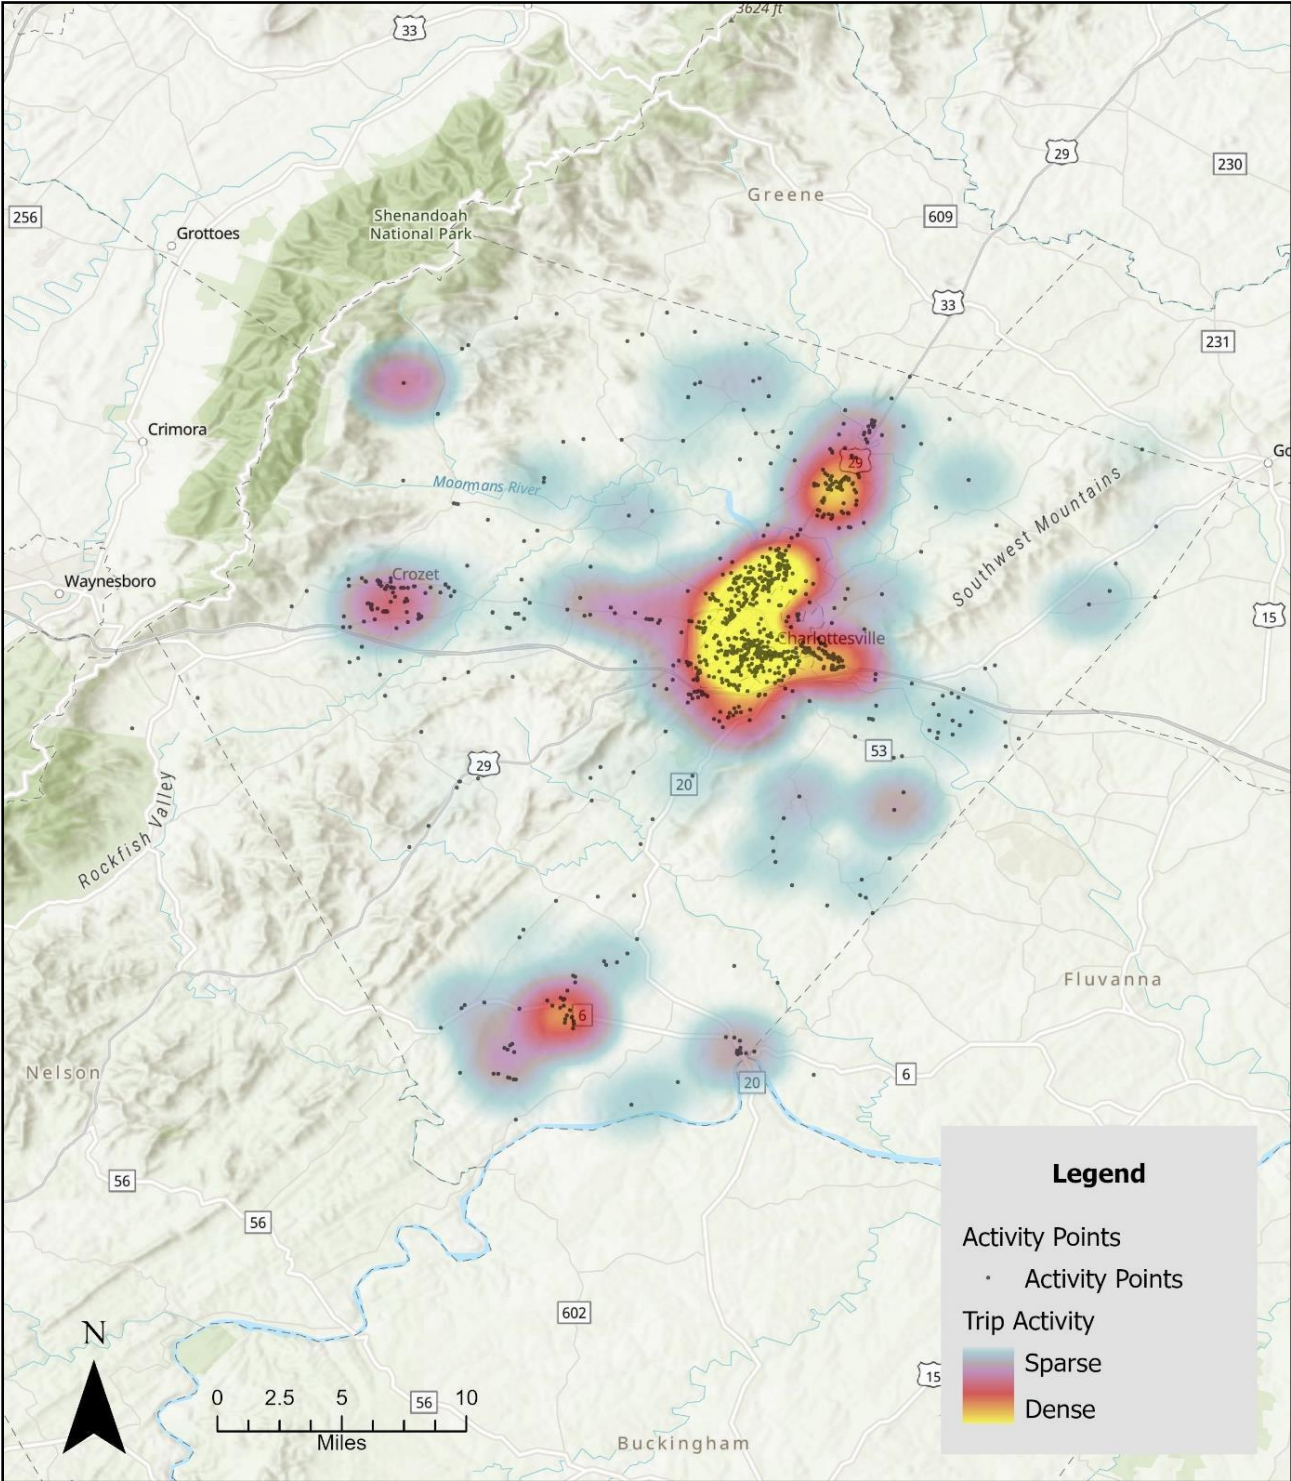 3624 ft
33
29
230
Greene
256
609
Shenandoah
National Park
Grottoes
33
231
Crimora
29
Moormans River
Southwest Mountains
Go
Crozet
Waynesboro
15
Charlottesville
53
29
20
Rockfish Valley
Fluvanna
6
Nelson
6
20
56
56
602
15
56
Buckingham
N
0 2.5 5 10
Miles
Legend
Activity Points
Activity Points
Trip Activity
Sparse
Dense